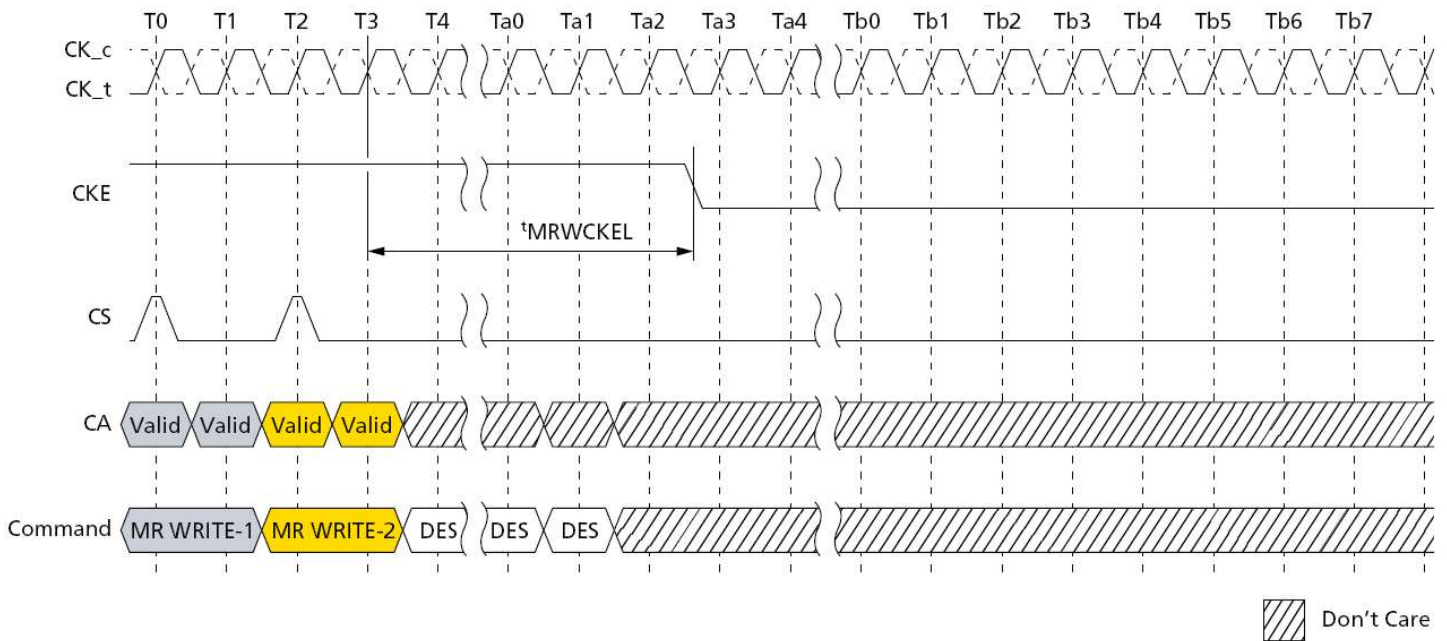 T0 T1 T2 T3 T4 Ta0 Ta1 Ta2 Ta3 Ta4 Tb0 Tb1 Tb2 Tb3 Tb4 Tb5 Tb6 Tb7
CK_c
CK_t
CKE
tMRWCKEL
CS
CA Valid Valid Valid Valid
Command MR WRITE-1 MR WRITE-2 DES DES DES
Don't Care